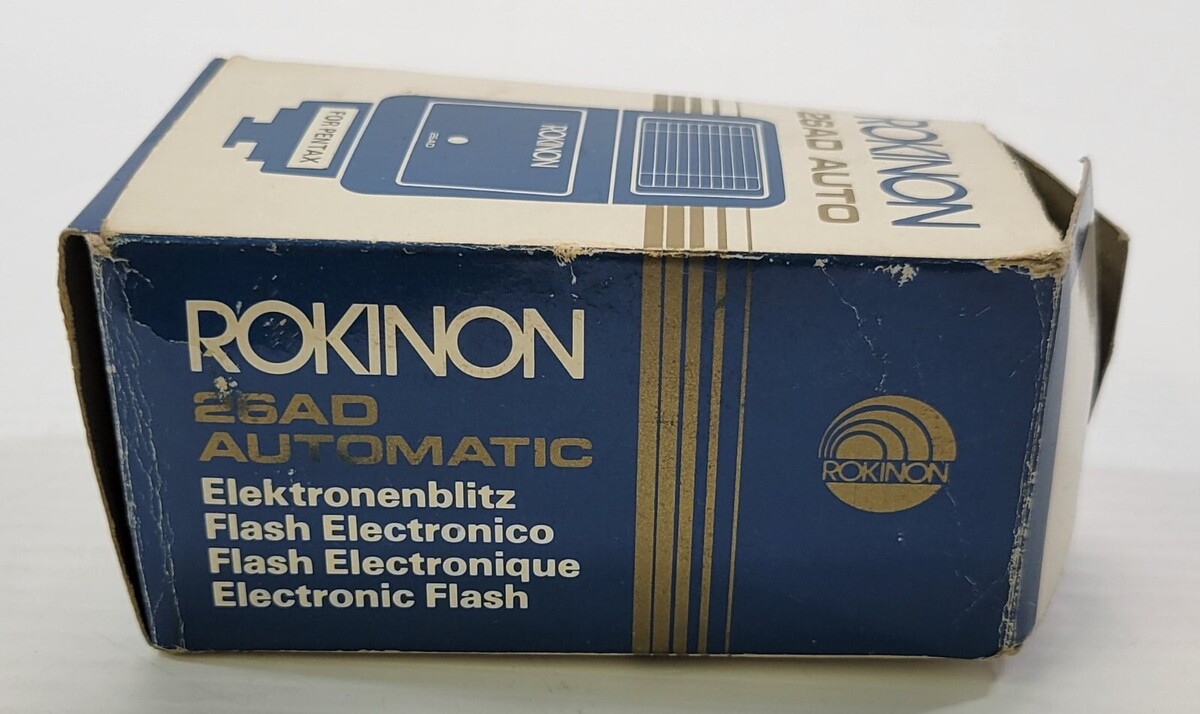 FOR PENTAX
26AD
ROKINON
ROKINON
26AD AUTO
ROKINON
26AD
AUTOMATIC
Elektronenblitz
Flash Electronico
Flash Electronique
Electronic Flash
ROKINON